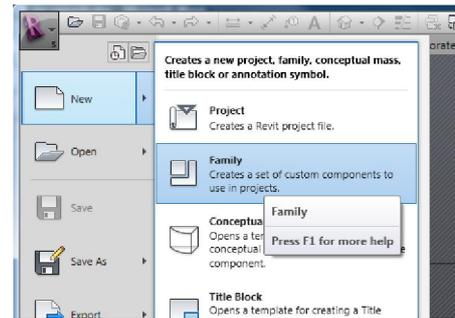 Creates a new project, family, conceptual mass,
title block or annotation symbol.
New
Project
Creates a Revit project file.
Open
Family
Creates a set of custom components to
use in projects.
Save
Family
Press F1 for more help
Conceptua
Opens a ter
conceptual
e
component.
Save As
Title Block
Opens a template for creating a Title
Export
orate
R
A